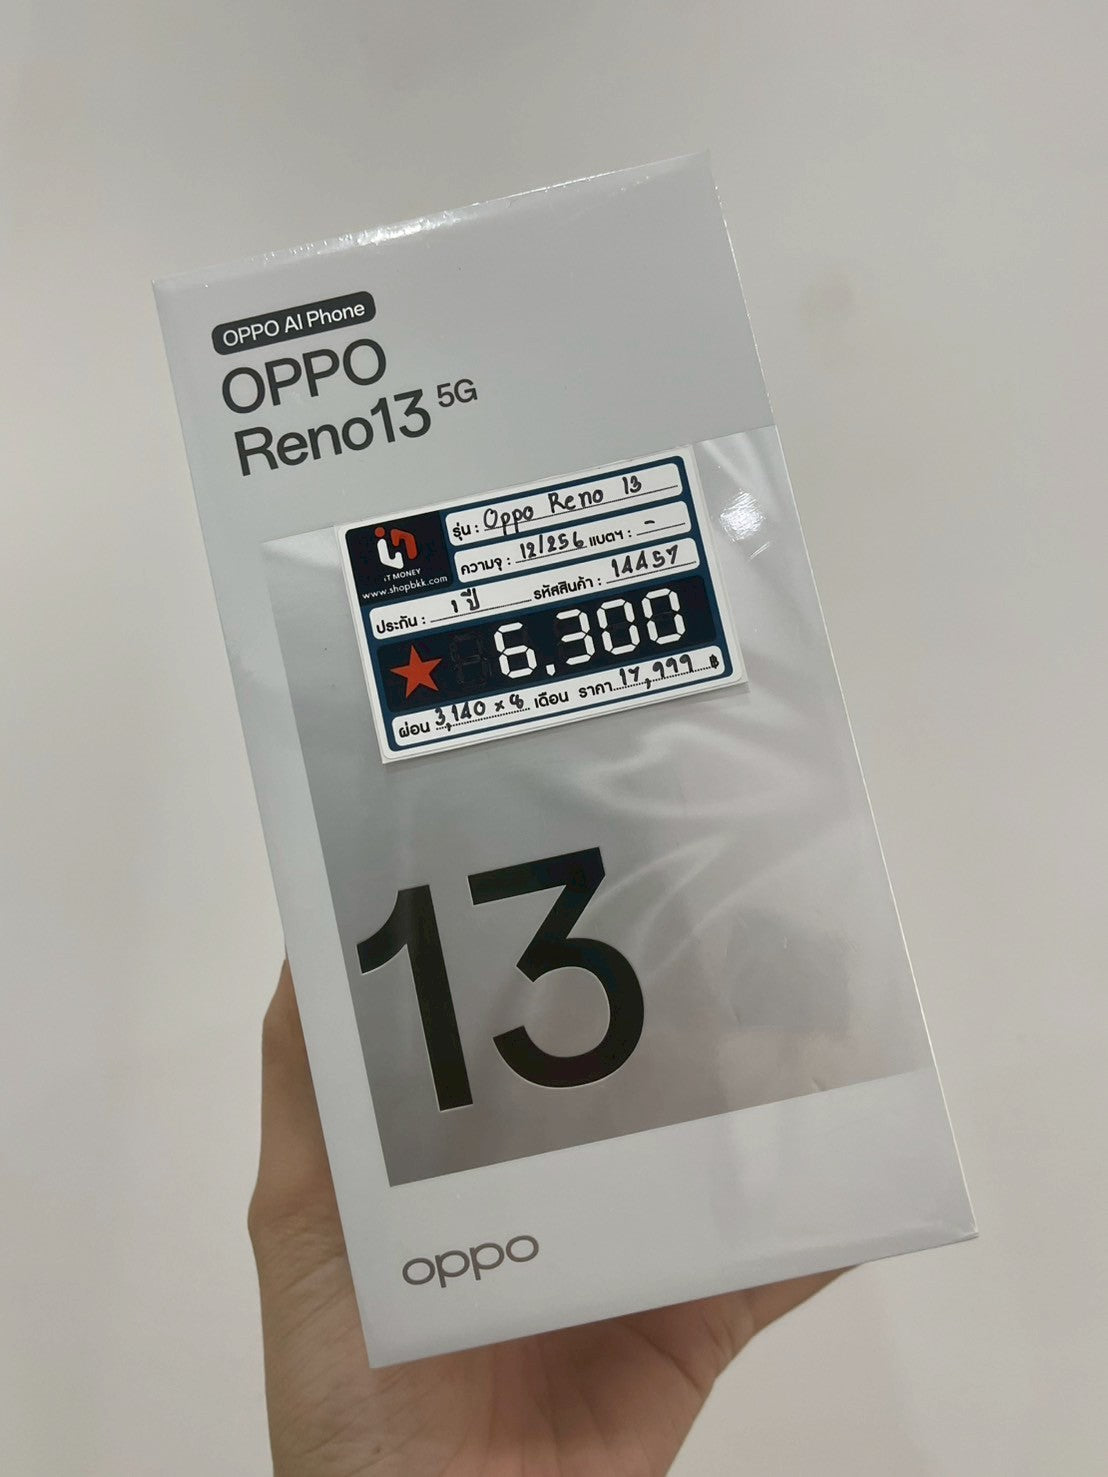 OPPO AI Phone
OPPO
Reno13 5G
รุ่น : Oppo Reno 13
iT MONEY
www.shopbkk.com
ความจุ : 12/256 แบตฯ : -
ประกัน : 1 ปี รหัสสินค้า : 14457
6,300
ผ่อน 3,140 x 8 เดือน ราคา 17,999 ฿
13
oppo